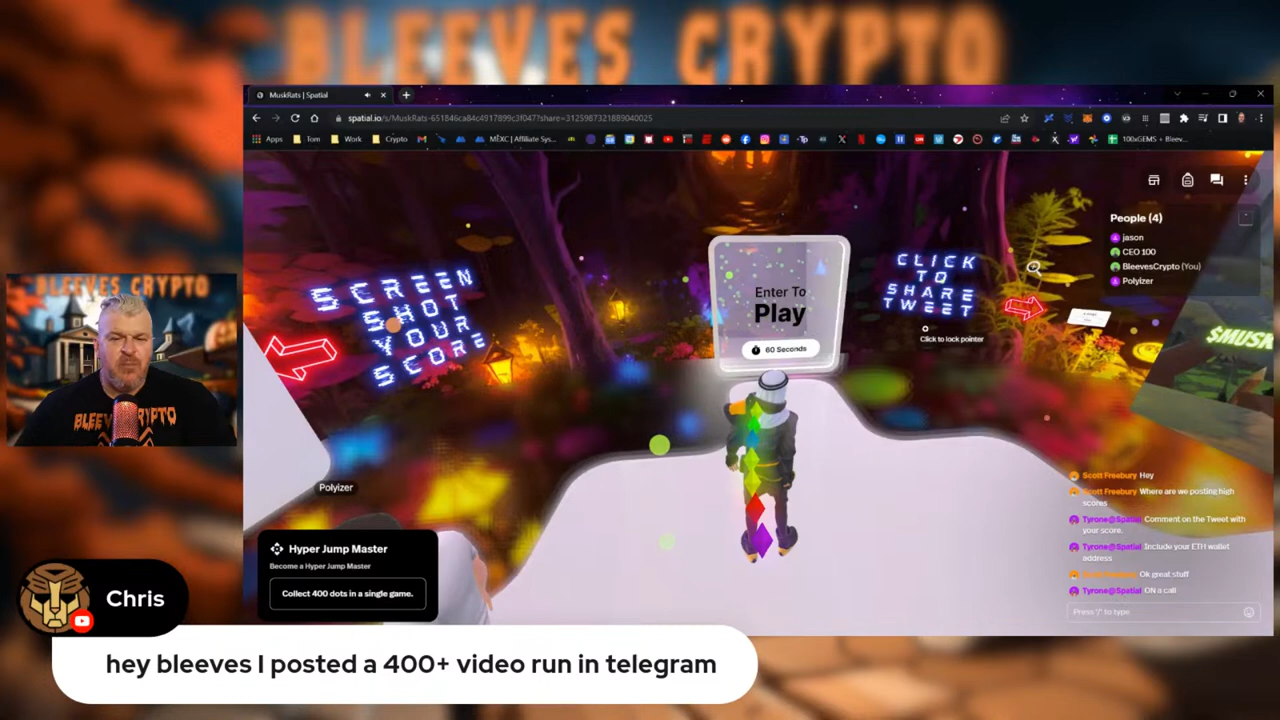 BLEEVES CRYPTO
MuskRats | Spatial
spatial.io/s/MuskRats-651846ca84c4917899c3f047?share=3125987321889040025
Apps
Tom
Work
Crypto
MEXC | Affiliate Sys...
100xGEMS + Bleev...
People (4)
jason
CEO 100
BleevesCrypto (You)
Polyizer
SCREEN
SHOT
YOUR
SCORE
Enter To
Play
60 Seconds
CLICK
TO
SHARE
TWEET
Click to lock pointer
$MUSK
BLEEVES CRYPTO
BLEEVES CRYPTO
Polyizer
Hyper Jump Master
Become a Hyper Jump Master
Collect 400 dots in a single game.
Scott Freebury Hey
Scott Freebury Where are we posting high
scores
Tyrone@Spatial Comment on the Tweet with
your score.
Tyrone@Spatial Include your ETH wallet
address
Scott Freebury Ok great stuff
Tyrone@Spatial ON a call
Press "/" to type
Chris
hey bleeves I posted a 400+ video run in telegram